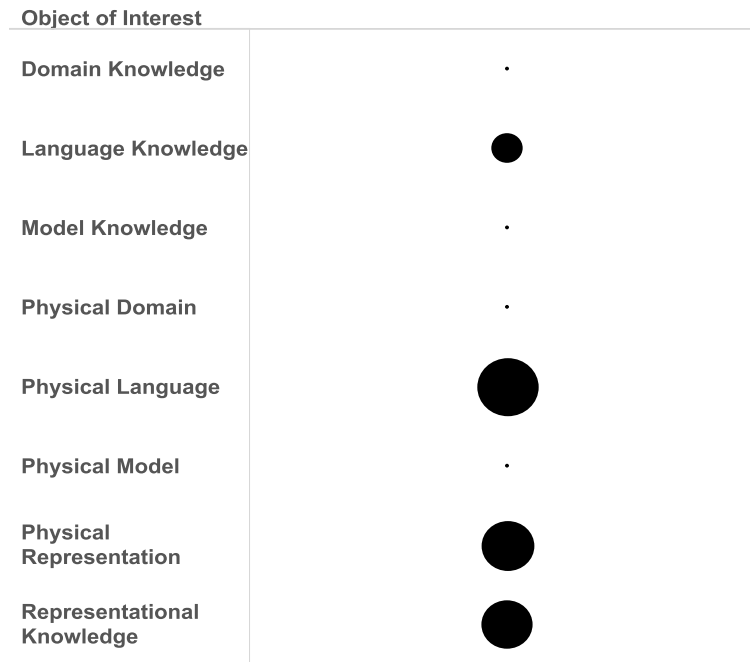 Object of Interest
Domain Knowledge
Language Knowledge
Model Knowledge
Physical Domain
Physical Language
Physical Model
Physical
Representation
Representational
Knowledge